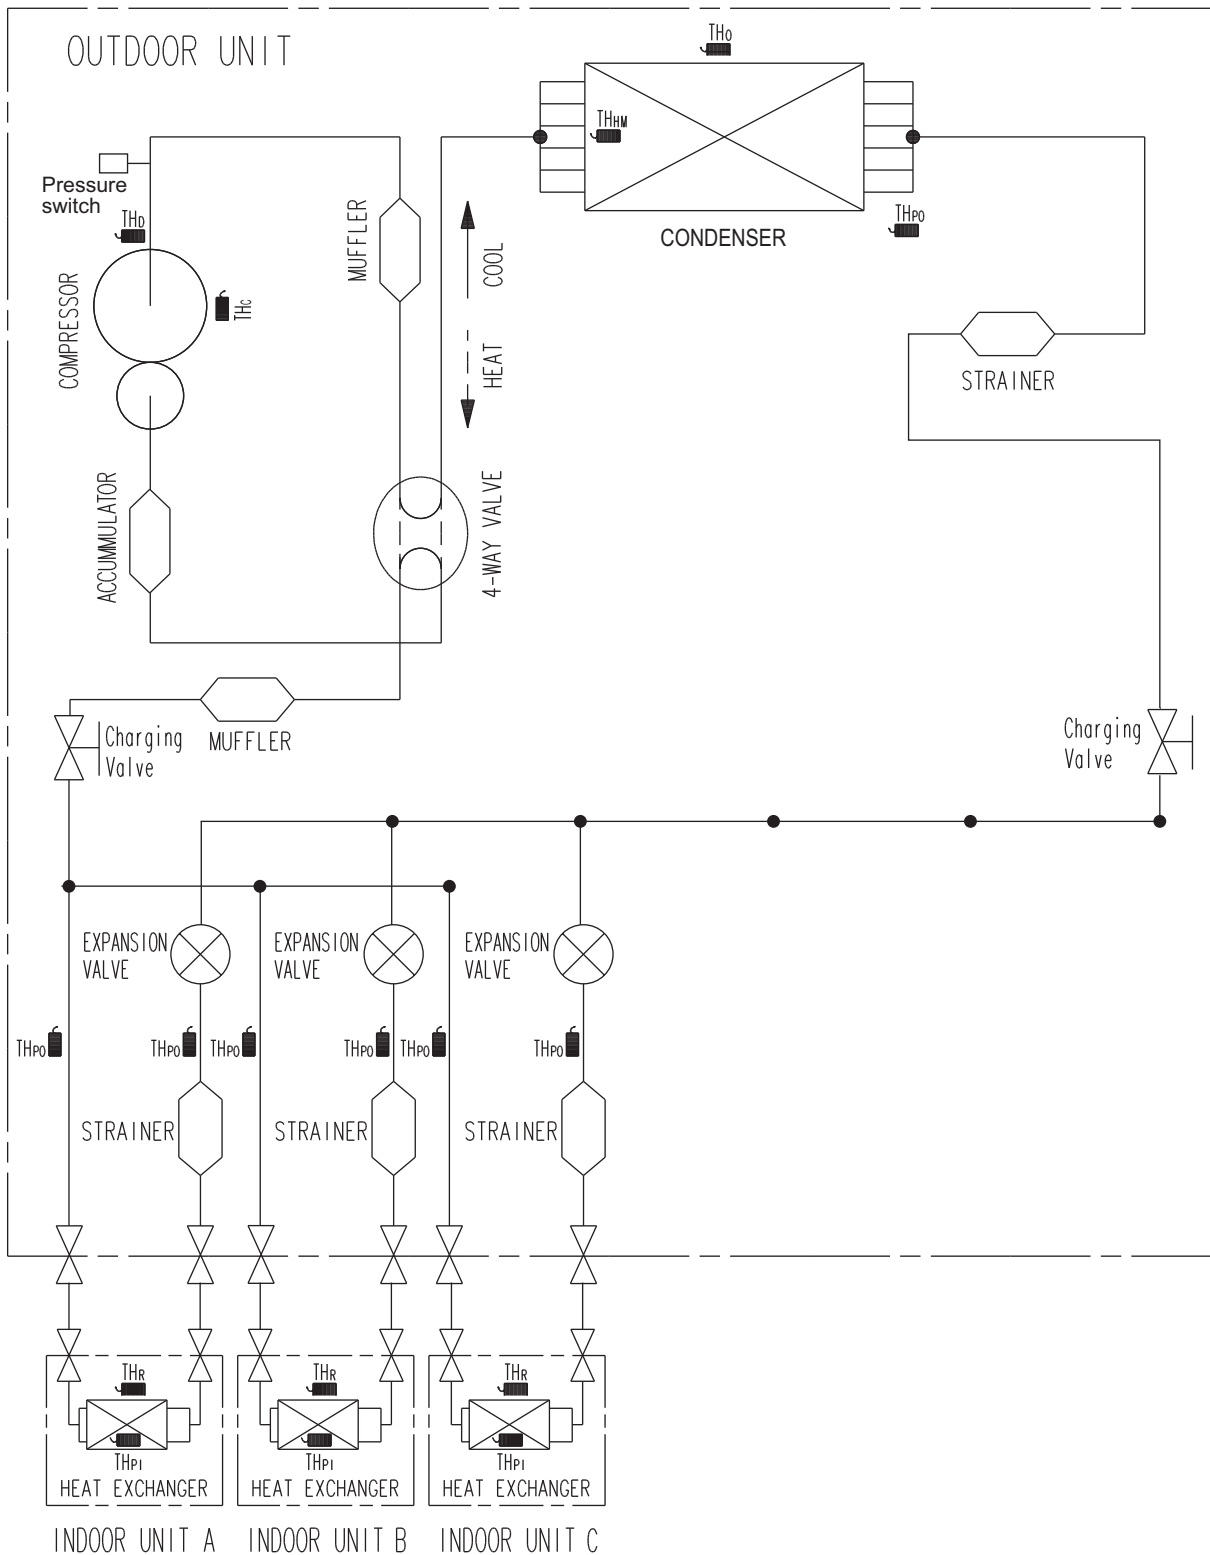 OUTDOOR UNIT
THO
THHM
Pressure
switch
THD
MUFFLER
COOL
THPO
CONDENSER
COMPRESSOR
THC
HEAT
STRAINER
ACCUMMULATOR
4-WAY VALVE
Charging
Valve
MUFFLER
Charging
Valve
EXPANSION
VALVE
EXPANSION
VALVE
EXPANSION
VALVE
THPO
THPO
THPO
THPO
THPO
THPO
STRAINER
STRAINER
STRAINER
THR
THR
THR
THPI
THPI
THPI
HEAT EXCHANGER
HEAT EXCHANGER
HEAT EXCHANGER
INDOOR UNIT A
INDOOR UNIT B
INDOOR UNIT C